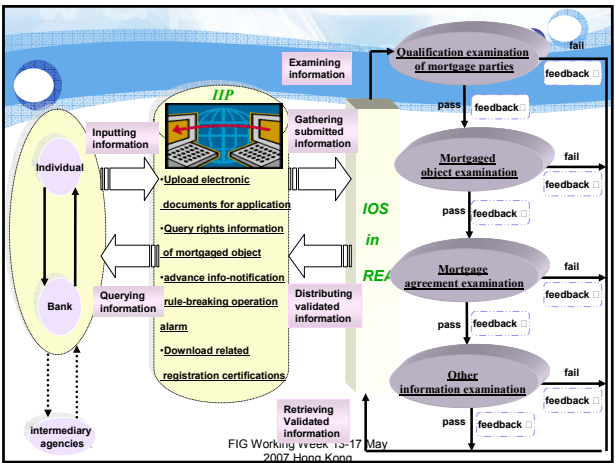 Individual
Bank
intermediary
agencies
Inputting
information
Querying
information
IIP
•Upload electronic
documents for application
•Query rights information
of mortgaged object
•advance info-notification
rule-breaking operation
alarm
•Download related
registration certifications
Examining
information
Gathering
submitted
information
Distributing
validated
information
Retrieving
Validated
information
IOS
in
REA
Qualification examination
of mortgage parties
fail
feedback
pass
feedback
Mortgaged
object examination
fail
feedback
pass
feedback
Mortgage
agreement examination
fail
feedback
pass
feedback
Other
information examination
fail
feedback
pass
feedback
FIG Working Week 13-17 May
2007 Hong Kong